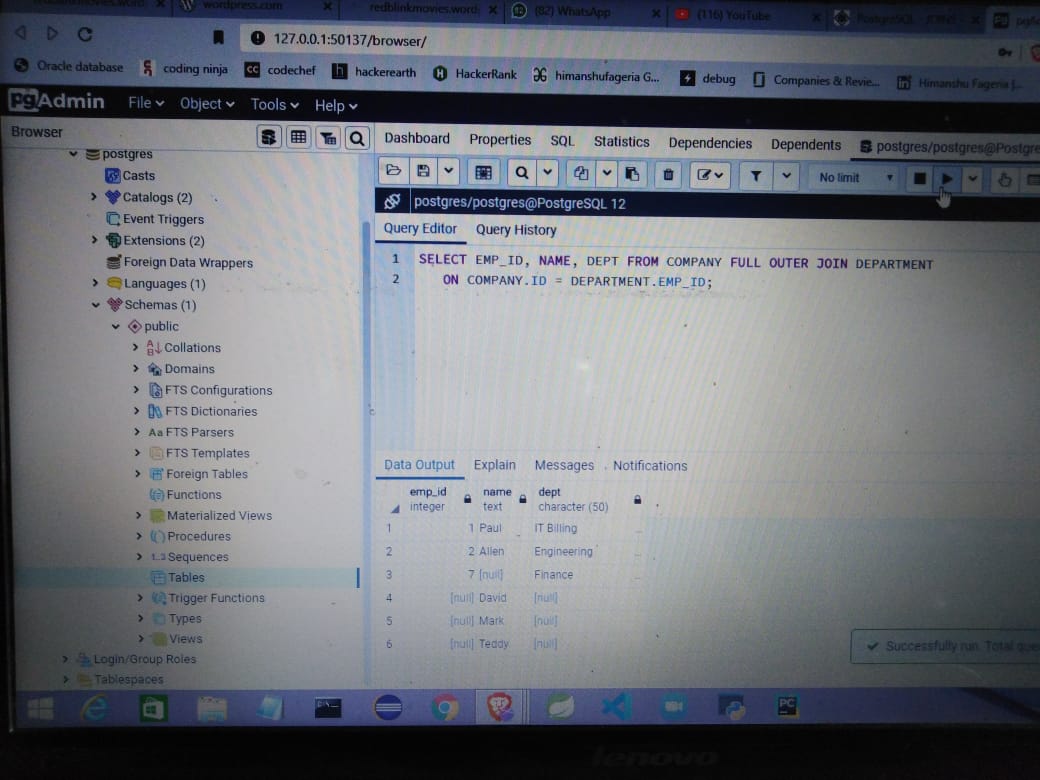 wordpress.com
redblinkmovies.word
(82) WhatsApp
(116) YouTube
127.0.0.1:50137/browser/
Oracle database
coding ninja
CC codechef
h hackerearth
H HackerRank
himanshufageria G...
debug
Companies & Revie...
Himanshu Fageria |...
pgAdmin
File
Object
Tools
Help
Browser
Dashboard
Properties
SQL
Statistics
Dependencies
Dependents
postgres/postgres@Postgre
postgres
Casts
Catalogs (2)
Event Triggers
Extensions (2)
Foreign Data Wrappers
Languages (1)
Schemas (1)
public
Collations
Domains
FTS Configurations
FTS Dictionaries
Aa FTS Parsers
FTS Templates
Foreign Tables
Functions
Materialized Views
Procedures
1..3 Sequences
Tables
Trigger Functions
Types
Views
Login/Group Roles
Tablespaces
No limit
postgres/postgres@PostgreSQL 12
Query Editor
Query History
1 SELECT EMP_ID, NAME, DEPT FROM COMPANY FULL OUTER JOIN DEPARTMENT
2 ON COMPANY.ID = DEPARTMENT.EMP_ID;
Data Output
Explain
Messages
Notifications
emp_id name dept
integer text character (50)
1 1 Paul IT Billing ...
2 2 Allen Engineering ...
3 7 [null] Finance ...
4 [null] David [null]
5 [null] Mark [null]
6 [null] Teddy [null]
Successfully run. Total que
PC
lenovo